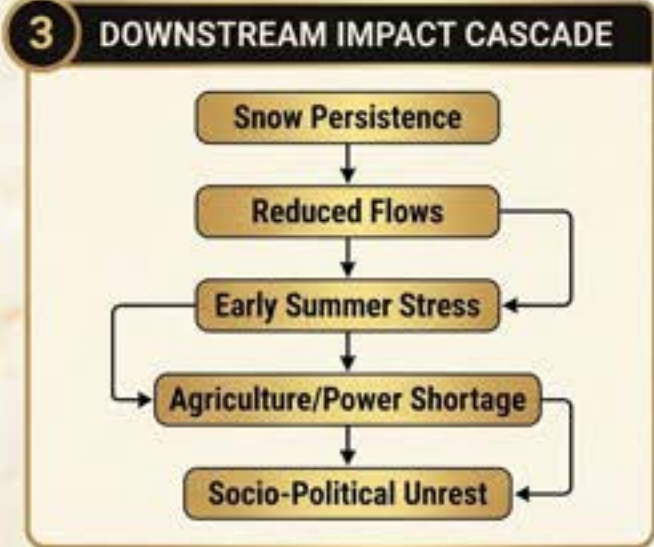 3 DOWNSTREAM IMPACT CASCADE
Snow Persistence
Reduced Flows
Early Summer Stress
Agriculture/Power Shortage
Socio-Political Unrest